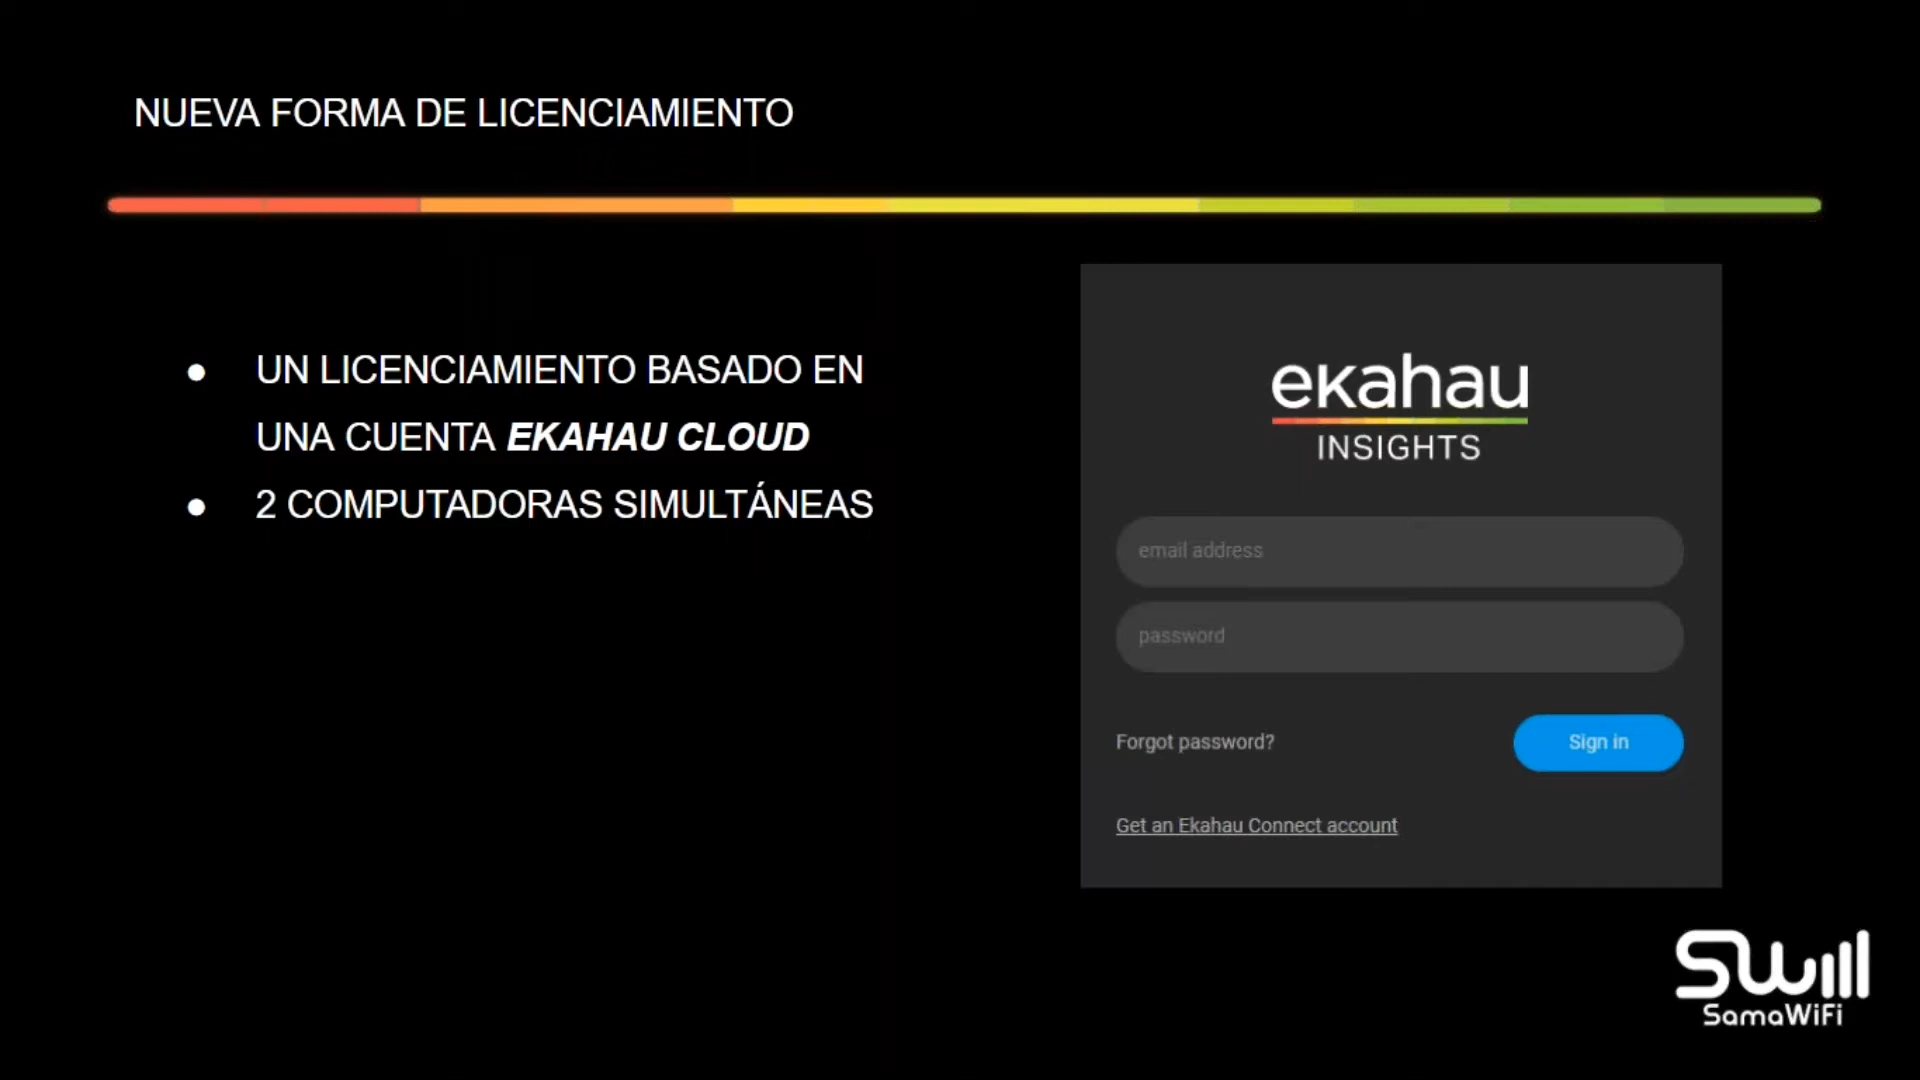 NUEVA FORMA DE LICENCIAMIENTO
● UN LICENCIAMIENTO BASADO EN
UNA CUENTA EKAHAU CLOUD
● 2 COMPUTADORAS SIMULTÁNEAS
ekahau
INSIGHTS
email address
password
Forgot password?
Sign in
Get an Ekahau Connect account
SW
SamaWiFi